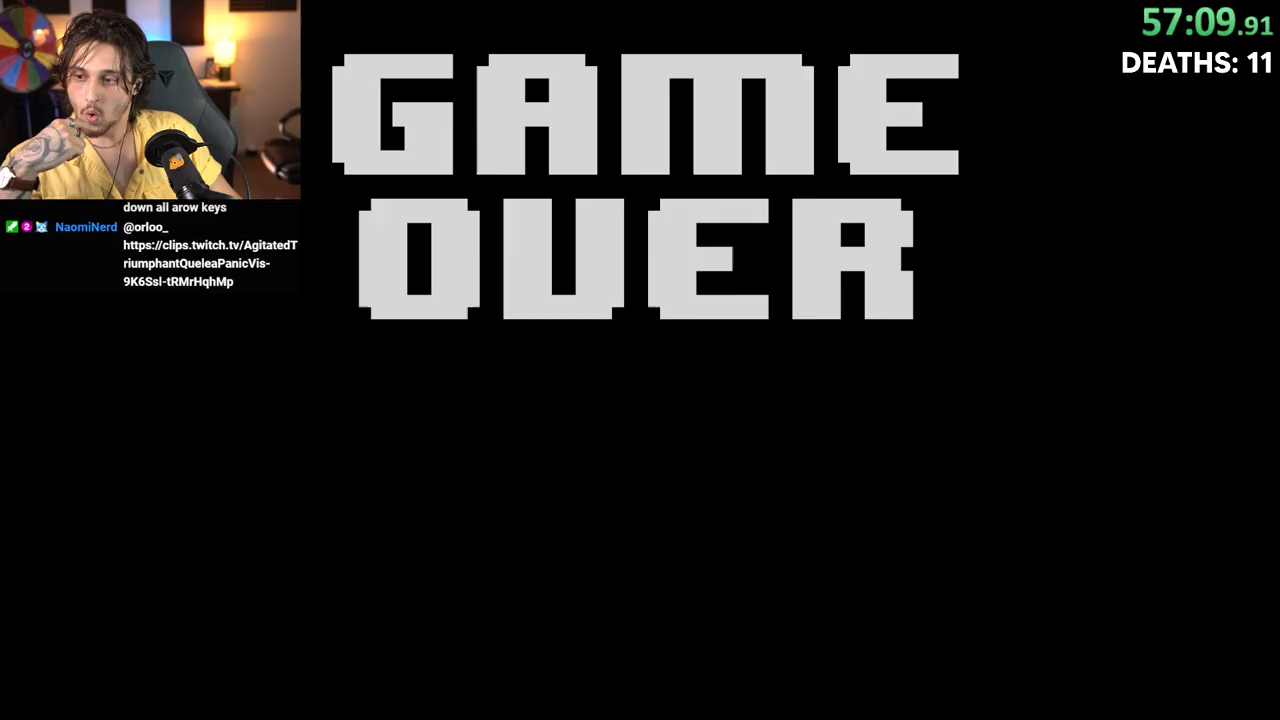 57:09.91
DEATHS: 11
GAME
OVER
down all arow keys
NaomiNerd @orloo_
https://clips.twitch.tv/AgitatedT
riumphantQueleaPanicVis-
9K6Ssl-tRMrHqhMp